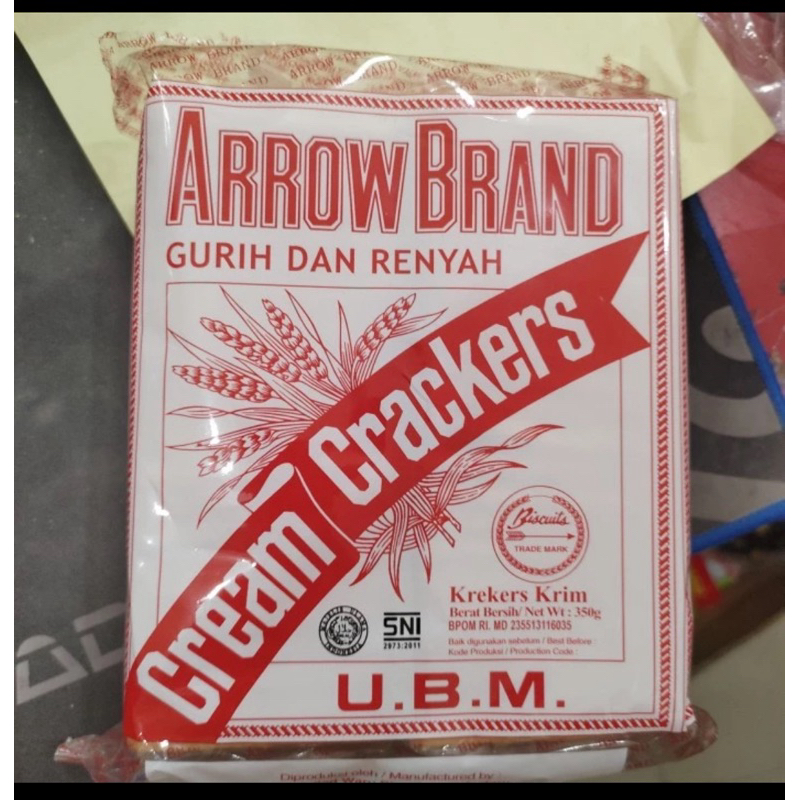 ARROW BRAND
GURIH DAN RENYAH
Cream Crackers
Biscuits
TRADE MARK
Krekers Krim
Berat Bersih/ Net Wt : 350g
BPOM RI. MD 235513116035
Baik digunakan sebelum / Best Before :
Kode Produksi / Production Code :
SNI
2973:2011
U.B.M.
Diproduksi oleh / Manufactured by :